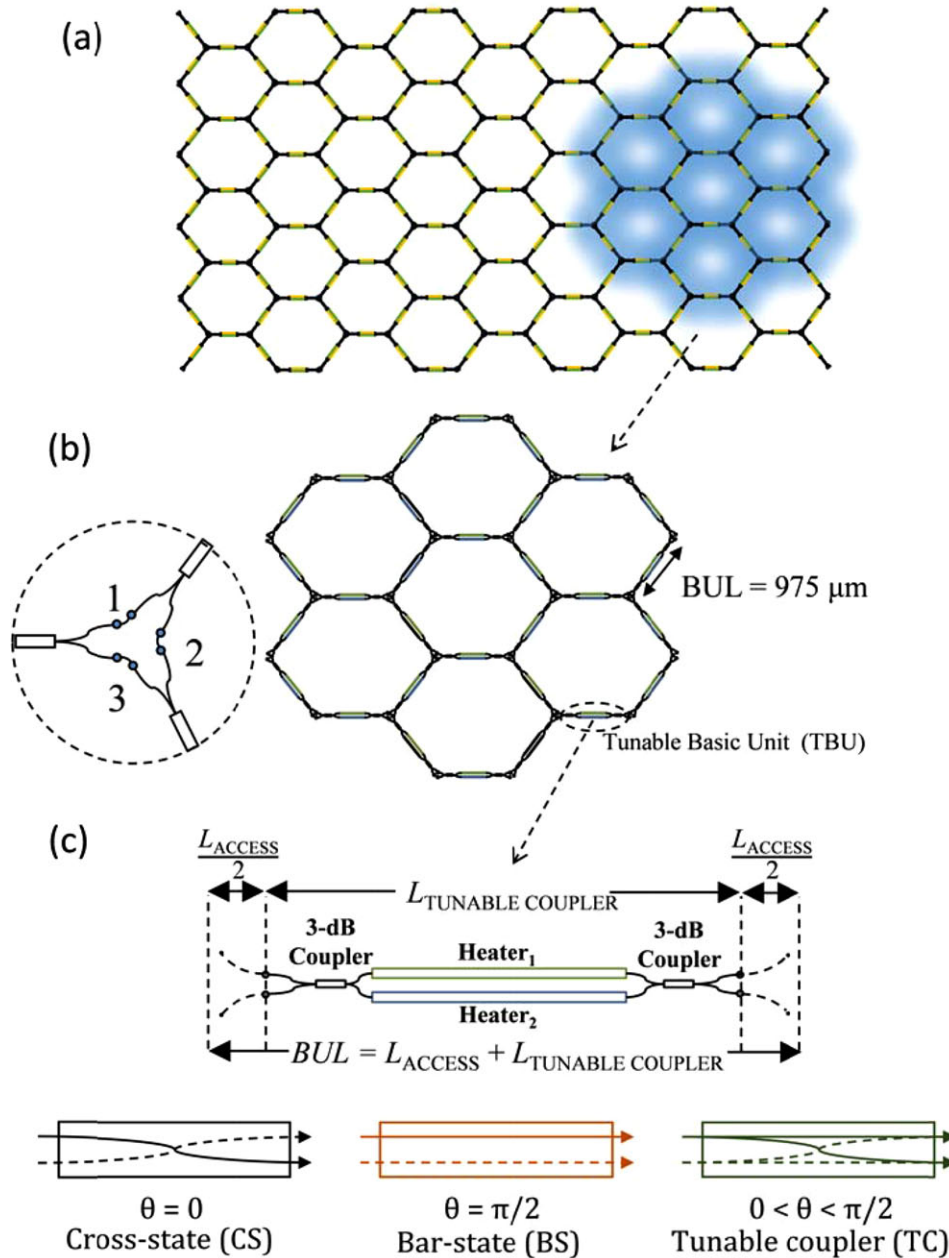 (a)
(b)
1
2
3
BUL = 975 μm
Tunable Basic Unit (TBU)
(c)
L_ACCESS
2
L_ACCESS
2
L_TUNABLE COUPLER
3-dB
Coupler
Heater₁
3-dB
Coupler
Heater₂
BUL = L_ACCESS + L_TUNABLE COUPLER
θ = 0
Cross-state (CS)
θ = π/2
Bar-state (BS)
0 < θ < π/2
Tunable coupler (TC)